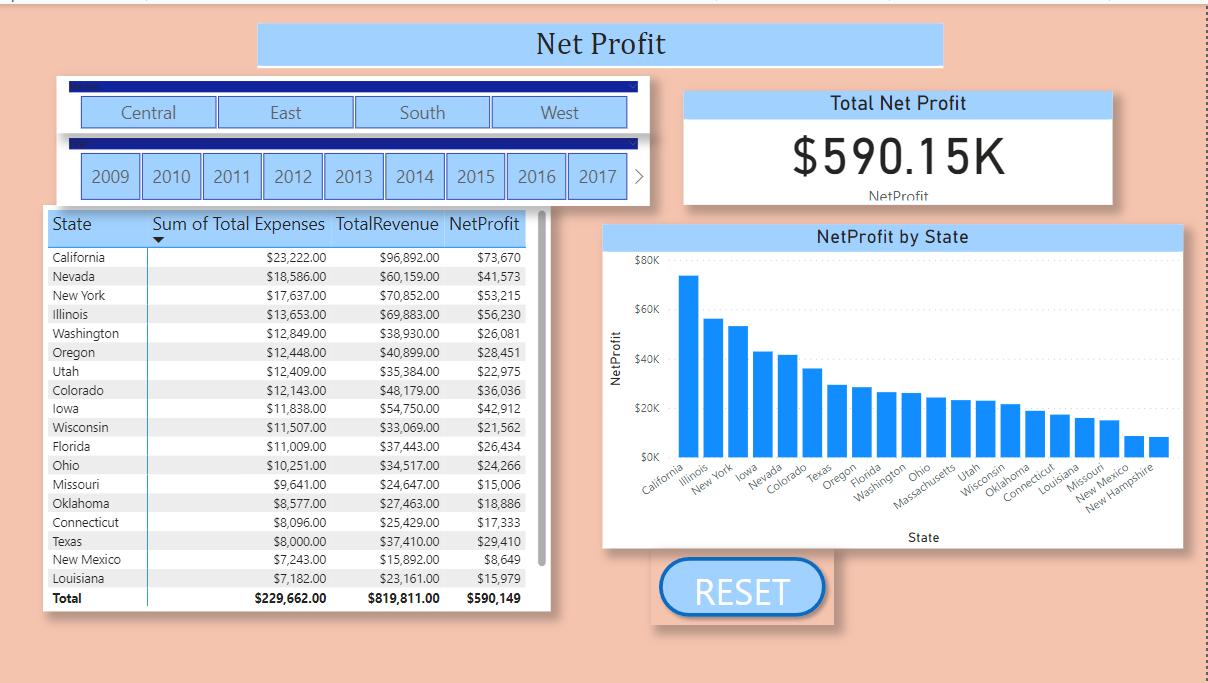 Net Profit
Central East South West
2009 2010 2011 2012 2013 2014 2015 2016 2017
Total Net Profit
$590.15K
NetProfit
State Sum of Total Expenses TotalRevenue NetProfit
California $23,222.00 $96,892.00 $73,670
Nevada $18,586.00 $60,159.00 $41,573
New York $17,637.00 $70,852.00 $53,215
Illinois $13,653.00 $69,883.00 $56,230
Washington $12,849.00 $38,930.00 $26,081
Oregon $12,448.00 $40,899.00 $28,451
Utah $12,409.00 $35,384.00 $22,975
Colorado $12,143.00 $48,179.00 $36,036
Iowa $11,838.00 $54,750.00 $42,912
Wisconsin $11,507.00 $33,069.00 $21,562
Florida $11,009.00 $37,443.00 $26,434
Ohio $10,251.00 $34,517.00 $24,266
Missouri $9,641.00 $24,647.00 $15,006
Oklahoma $8,577.00 $27,463.00 $18,886
Connecticut $8,096.00 $25,429.00 $17,333
Texas $8,000.00 $37,410.00 $29,410
New Mexico $7,243.00 $15,892.00 $8,649
Louisiana $7,182.00 $23,161.00 $15,979
Total $229,662.00 $819,811.00 $590,149
NetProfit by State
NetProfit
$80K
$60K
$40K
$20K
$0K
California Illinois New York Iowa Nevada Colorado Texas Oregon Florida Washington Ohio Massachusetts Utah Wisconsin Oklahoma Connecticut Louisiana Missouri New Mexico New Hampshire
State
RESET